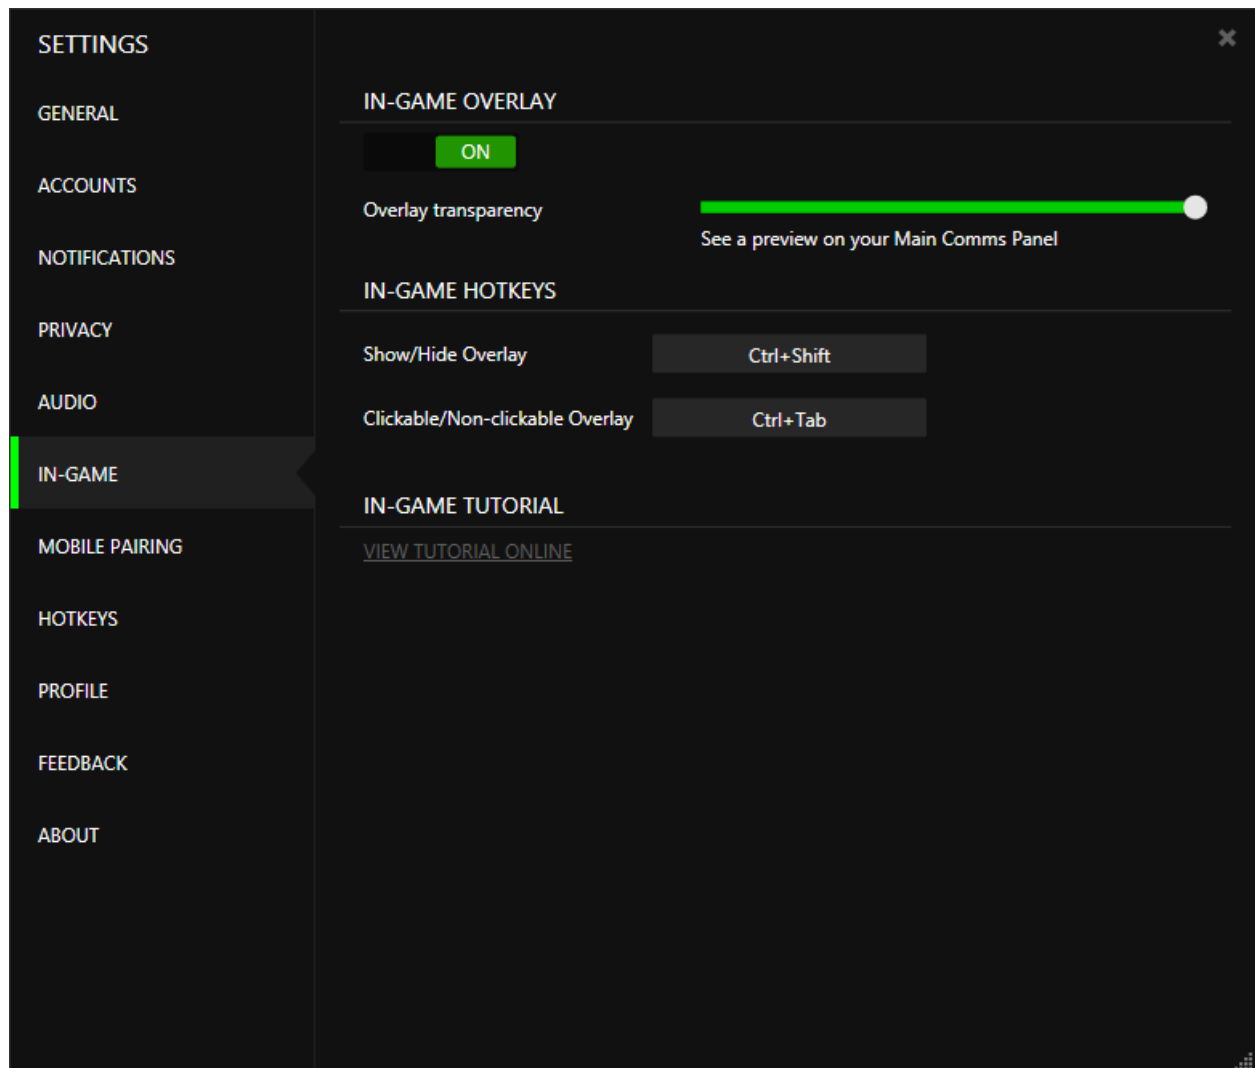 SETTINGS
GENERAL
ACCOUNTS
NOTIFICATIONS
PRIVACY
AUDIO
IN-GAME
MOBILE PAIRING
HOTKEYS
PROFILE
FEEDBACK
ABOUT
IN-GAME OVERLAY
ON
Overlay transparency
See a preview on your Main Comms Panel
IN-GAME HOTKEYS
Show/Hide Overlay
Ctrl+Shift
Clickable/Non-clickable Overlay
Ctrl+Tab
IN-GAME TUTORIAL
VIEW TUTORIAL ONLINE